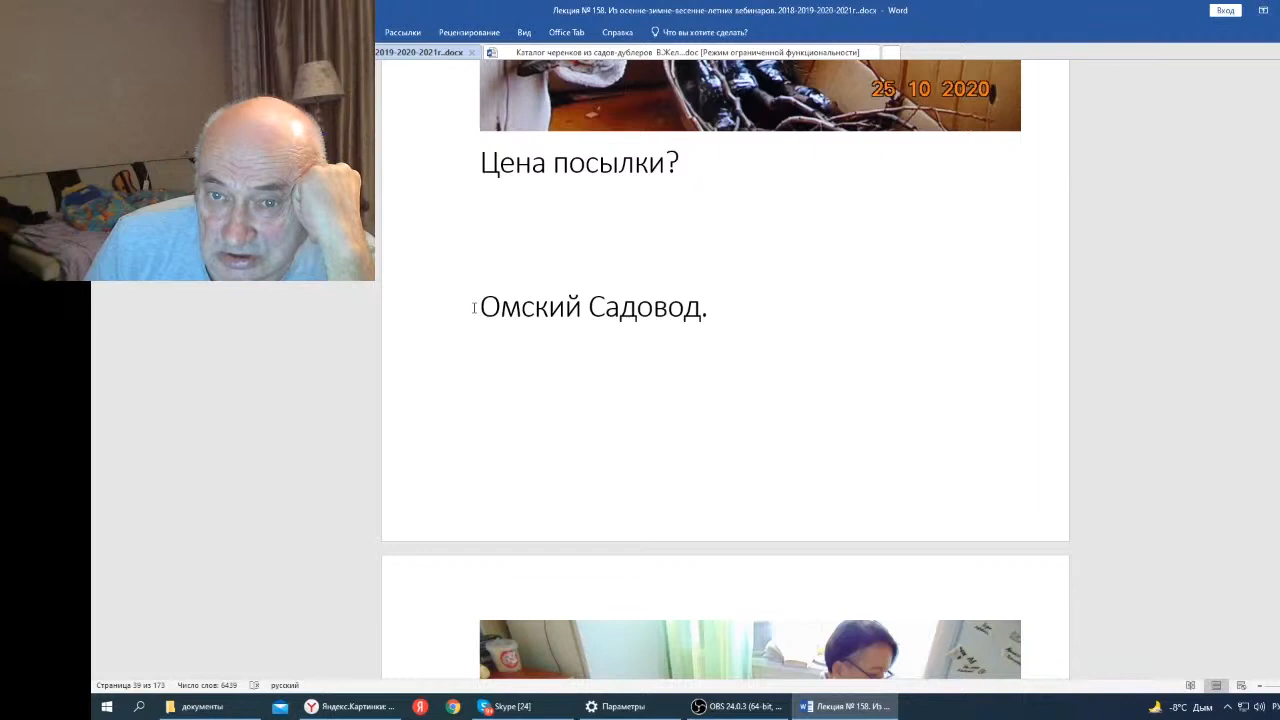 Лекция № 158. Из осенне-зимне-весенне-летних вебинаров. 2018-2019-2020-2021г..docx - Word
Вход
Рассылки Рецензирование Вид Office Tab Справка Что вы хотите сделать?
2019-2020-2021г..docx
Каталог черенков из садов-дублеров В.Жел...doc [Режим ограниченной функциональности]
25 10 2020
Цена посылки?
Омский Садовод.
Страница 39 из 173 Число слов: 6439 русский
документы Яндекс.Картинки: ... Skype [24] Параметры OBS 24.0.3 (64-bit, ... Лекция № 158. Из ... -8°C Дым